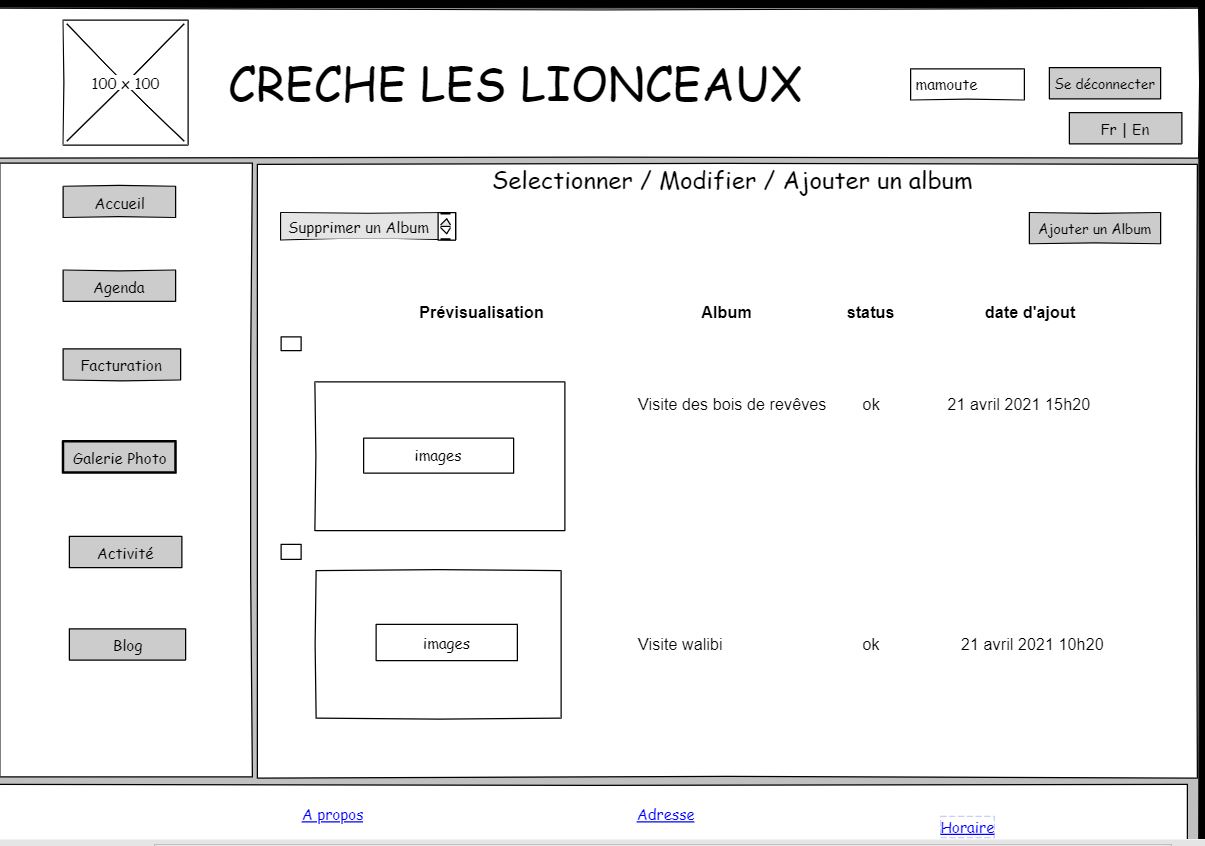 100 x 100
CRECHE LES LIONCEAUX
mamoute
Se déconnecter
Fr | En
Accueil
Agenda
Facturation
Galerie Photo
Activité
Blog
Selectionner / Modifier / Ajouter un album
Supprimer un Album
Ajouter un Album
Prévisualisation Album status date d'ajout
images
Visite des bois de revêves ok 21 avril 2021 15h20
images
Visite walibi ok 21 avril 2021 10h20
A propos
Adresse
Horaire